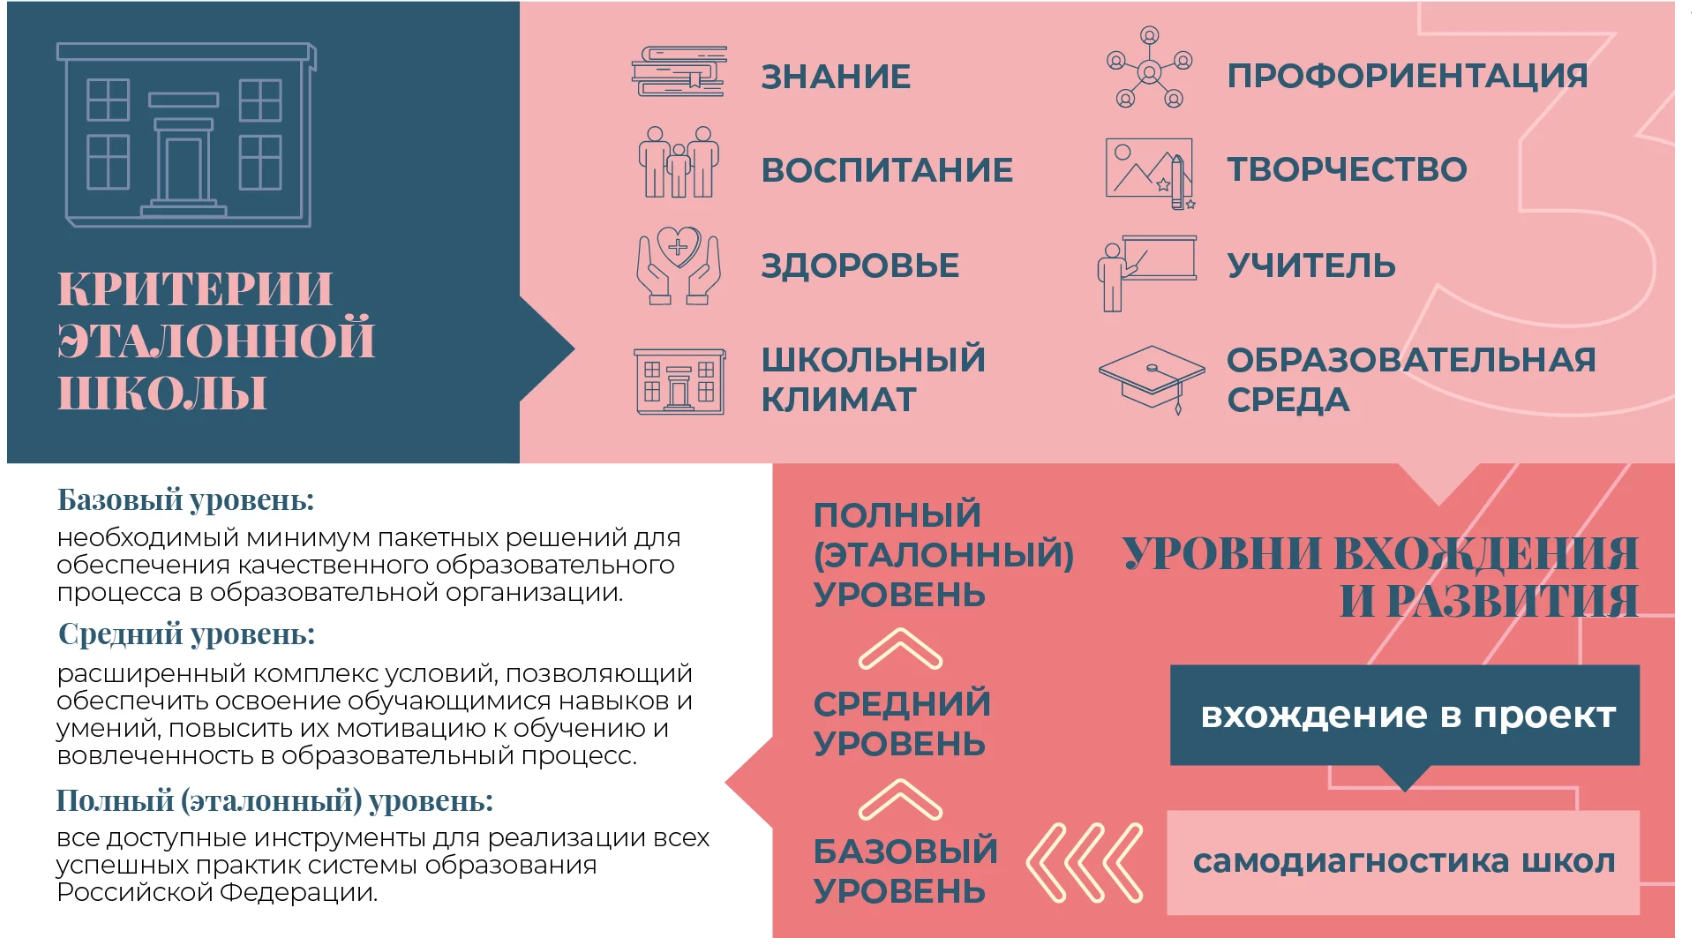 КРИТЕРИИ
ЭТАЛОННОЙ
ШКОЛЫ
ЗНАНИЕ
ВОСПИТАНИЕ
ЗДОРОВЬЕ
ШКОЛЬНЫЙ
КЛИМАТ
ПРОФОРИЕНТАЦИЯ
ТВОРЧЕСТВО
УЧИТЕЛЬ
ОБРАЗОВАТЕЛЬНАЯ
СРЕДА
3
УРОВНИ ВХОЖДЕНИЯ
И РАЗВИТИЯ
4
вхождение в проект
самодиагностика школ
ПОЛНЫЙ
(ЭТАЛОННЫЙ)
УРОВЕНЬ
СРЕДНИЙ
УРОВЕНЬ
БАЗОВЫЙ
УРОВЕНЬ
Базовый уровень:
необходимый минимум пакетных решений для
обеспечения качественного образовательного
процесса в образовательной организации.
Средний уровень:
расширенный комплекс условий, позволяющий
обеспечить освоение обучающимися навыков и
умений, повысить их мотивацию к обучению и
вовлеченность в образовательный процесс.
Полный (эталонный) уровень:
все доступные инструменты для реализации всех
успешных практик системы образования
Российской Федерации.